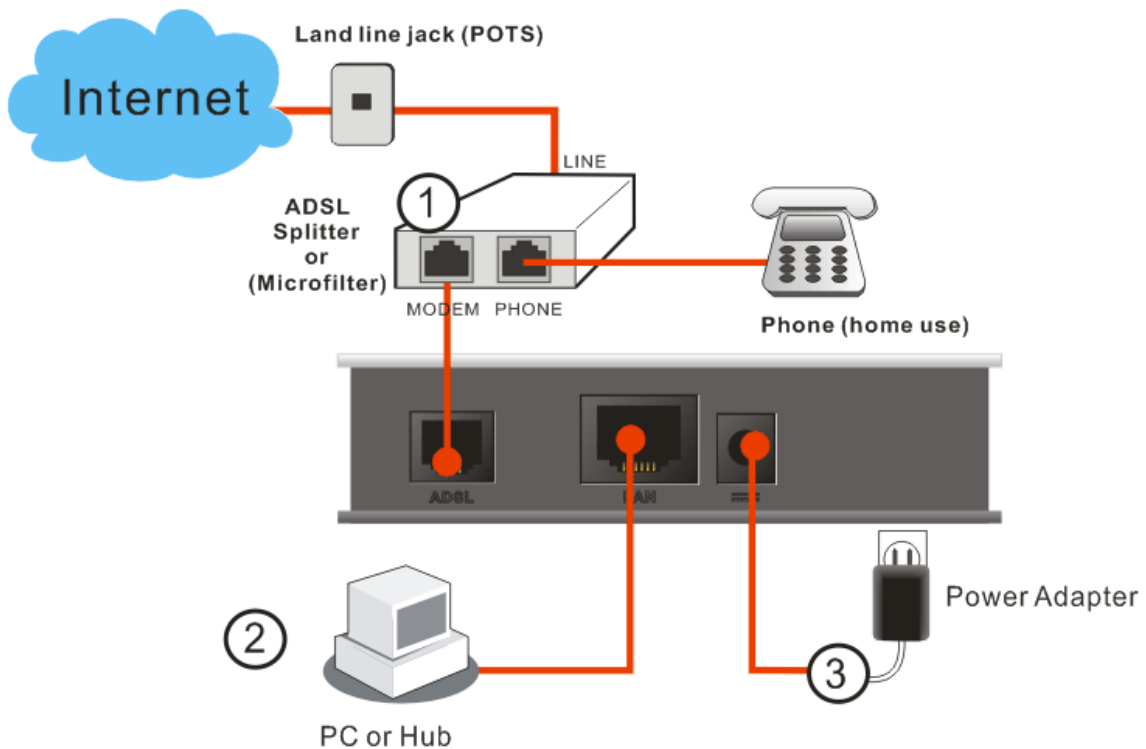 Land line jack (POTS)
Internet
LINE
1
ADSL
Splitter
or
(Microfilter)
MODEM PHONE
Phone (home use)
ADSL
LAN
2
PC or Hub
3
Power Adapter